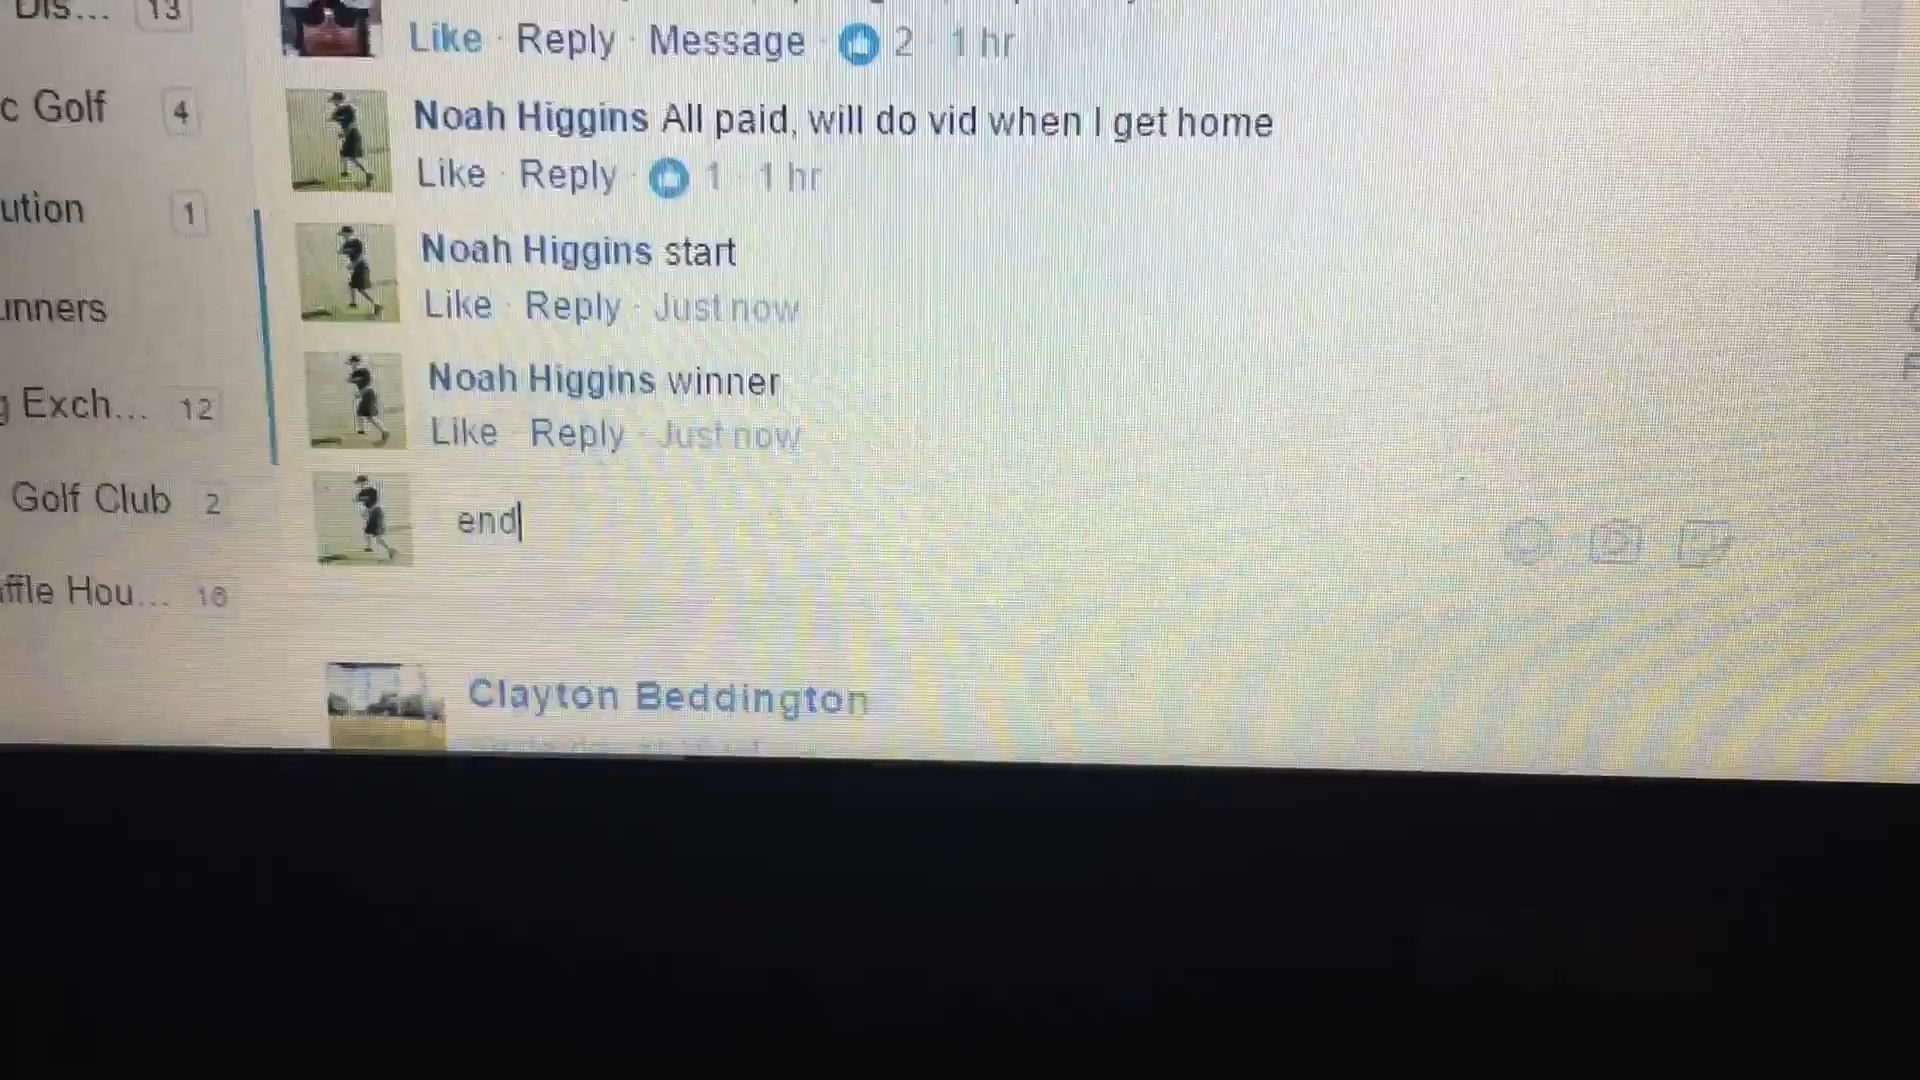 Dis... 13
Like · Reply · Message · 2 · 1 hr
c Golf 4
Noah Higgins All paid, will do vid when I get home
Like · Reply · 1 · 1 hr
ution 1
Noah Higgins start
Like · Reply · Just now
unners
Noah Higgins winner
Like · Reply · Just now
g Exch... 12
Golf Club 2
end
ffle Hou... 16
Clayton Beddington